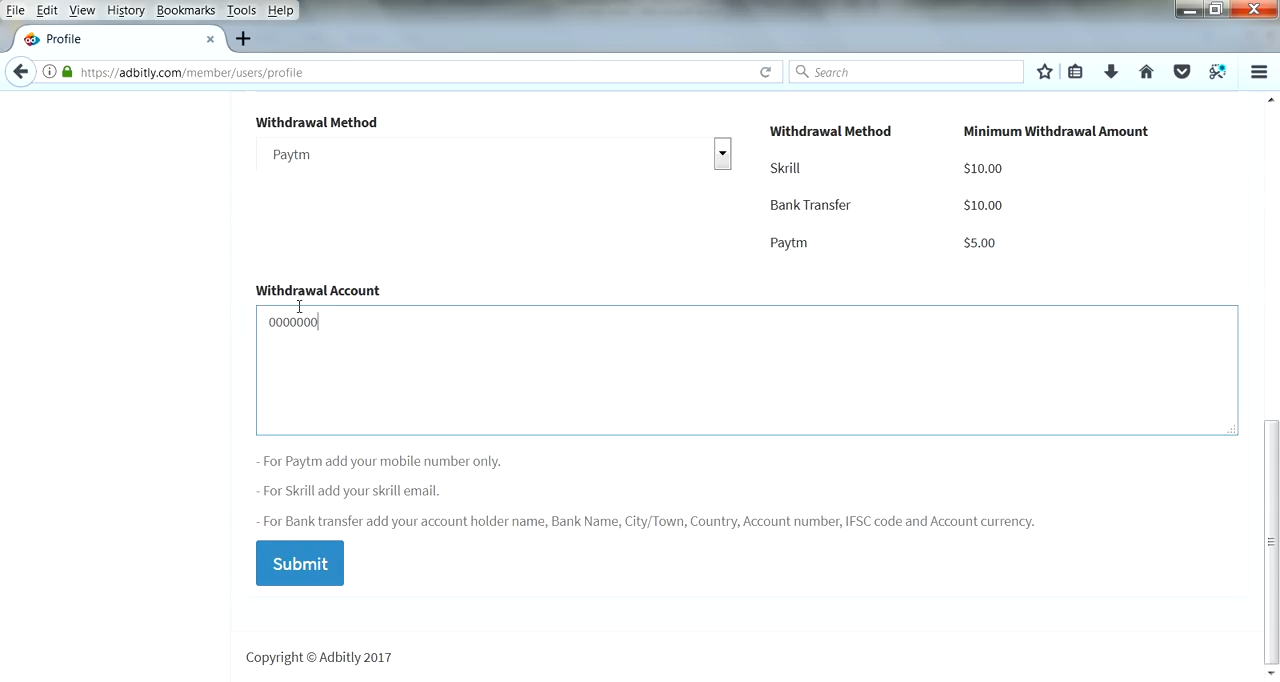 File Edit View History Bookmarks Tools Help
Profile
https://adbitly.com/member/users/profile
Search
Withdrawal Method
Paytm
Withdrawal Method Minimum Withdrawal Amount
Skrill $10.00
Bank Transfer $10.00
Paytm $5.00
Withdrawal Account
0000000
- For Paytm add your mobile number only.
- For Skrill add your skrill email.
- For Bank transfer add your account holder name, Bank Name, City/Town, Country, Account number, IFSC code and Account currency.
Submit
Copyright © Adbitly 2017